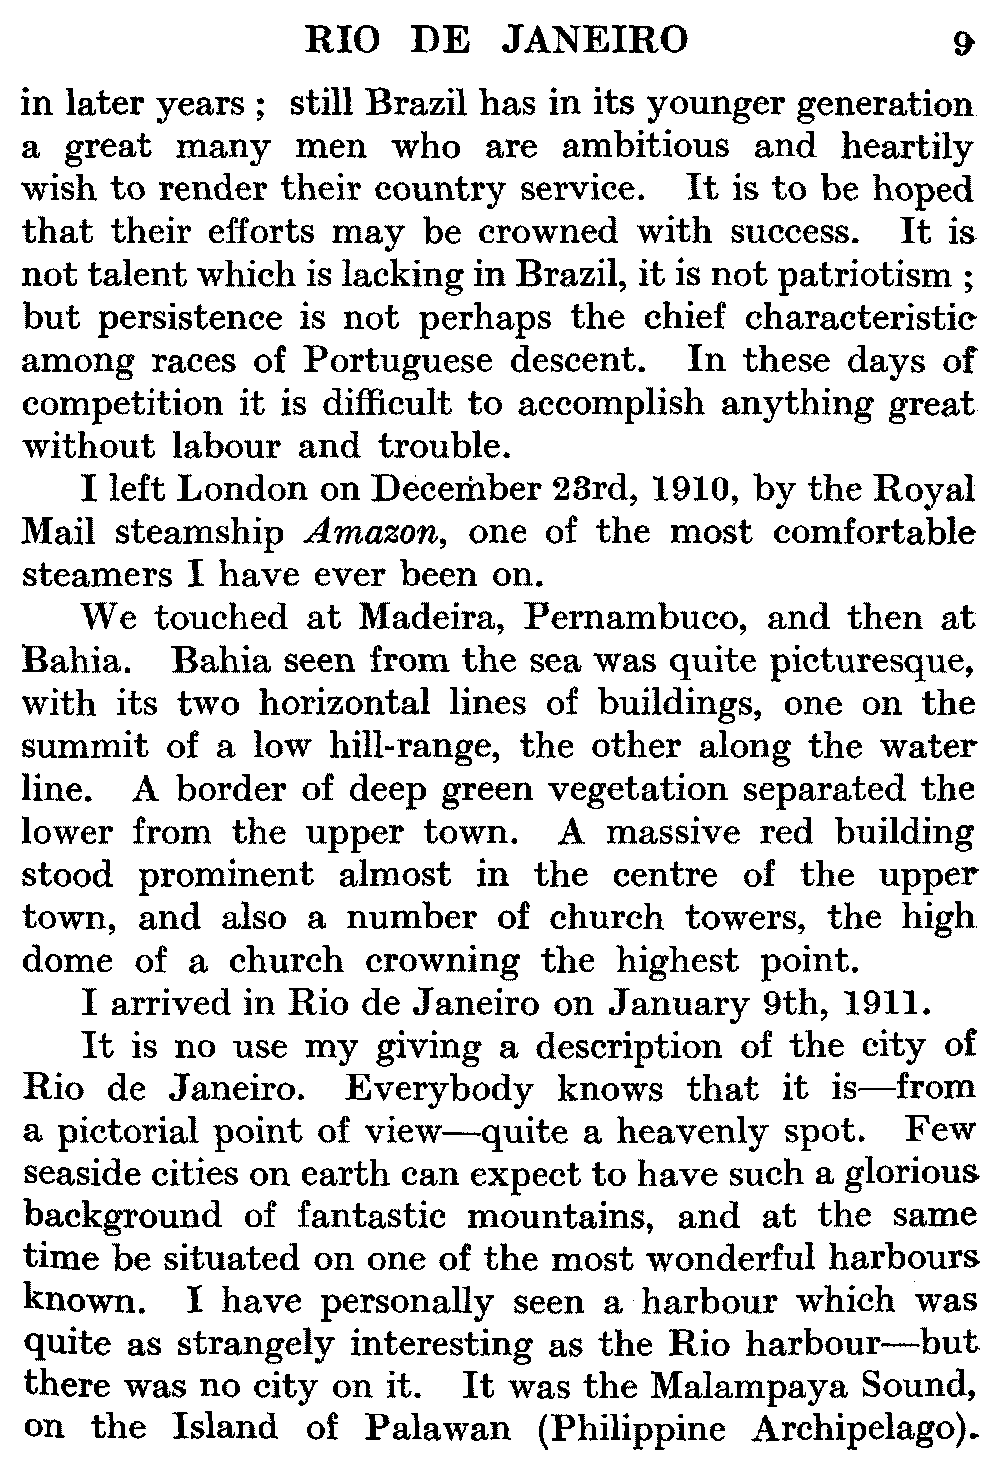 RIO DE JANEIRO 9
in later years ; still Brazil has in its younger generation
a great many men who are ambitious and heartily
wish to render their country service. It is to be hoped
that their efforts may be crowned with success. It is
not talent which is lacking in Brazil, it is not patriotism ;
but persistence is not perhaps the chief characteristic
among races of Portuguese descent. In these days of
competition it is difficult to accomplish anything great
without labour and trouble.
I left London on December 23rd, 1910, by the Royal
Mail steamship Amazon, one of the most comfortable
steamers I have ever been on.
We touched at Madeira, Pernambuco, and then at
Bahia. Bahia seen from the sea was quite picturesque,
with its two horizontal lines of buildings, one on the
summit of a low hill-range, the other along the water
line. A border of deep green vegetation separated the
lower from the upper town. A massive red building
stood prominent almost in the centre of the upper
town, and also a number of church towers, the high
dome of a church crowning the highest point.
I arrived in Rio de Janeiro on January 9th, 1911.
It is no use my giving a description of the city of
Rio de Janeiro. Everybody knows that it is—from
a pictorial point of view—quite a heavenly spot. Few
seaside cities on earth can expect to have such a glorious
background of fantastic mountains, and at the same
time be situated on one of the most wonderful harbours
known. I have personally seen a harbour which was
quite as strangely interesting as the Rio harbour—but
there was no city on it. It was the Malampaya Sound,
on the Island of Palawan (Philippine Archipelago).